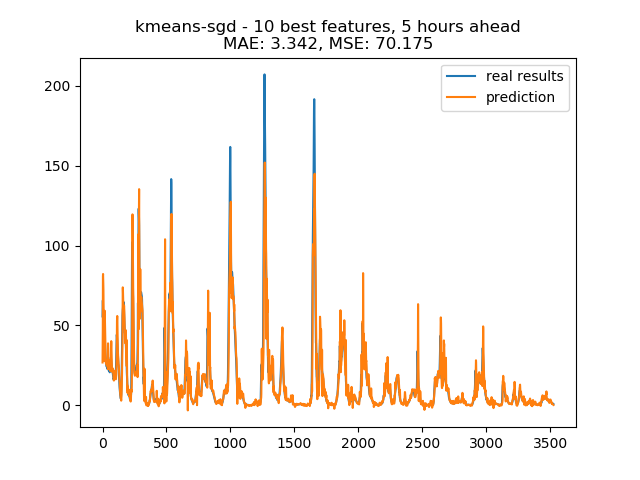 kmeans-sgd - 10 best features, 5 hours ahead
MAE: 3.342, MSE: 70.175
real results
prediction
200
150
100
50
0
0 500 1000 1500 2000 2500 3000 3500